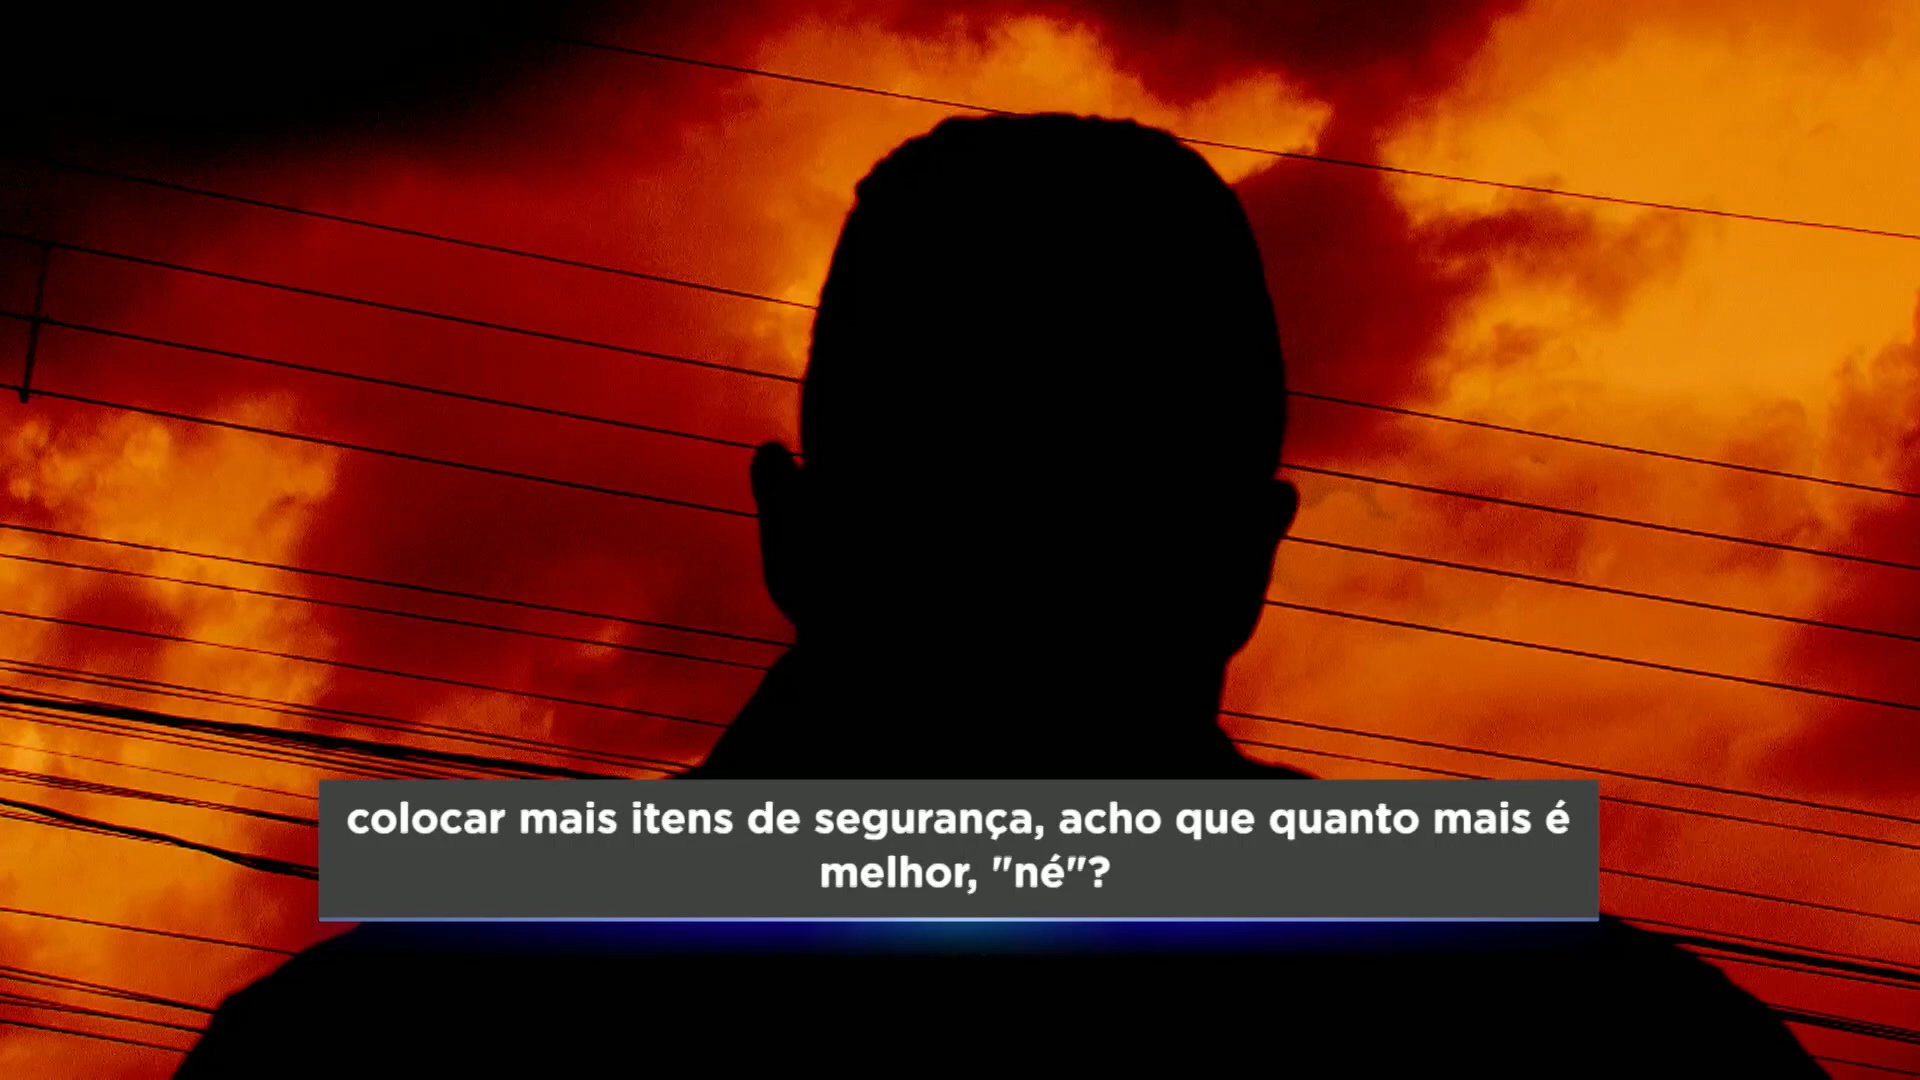 colocar mais itens de segurança, acho que quanto mais é
melhor, "né"?